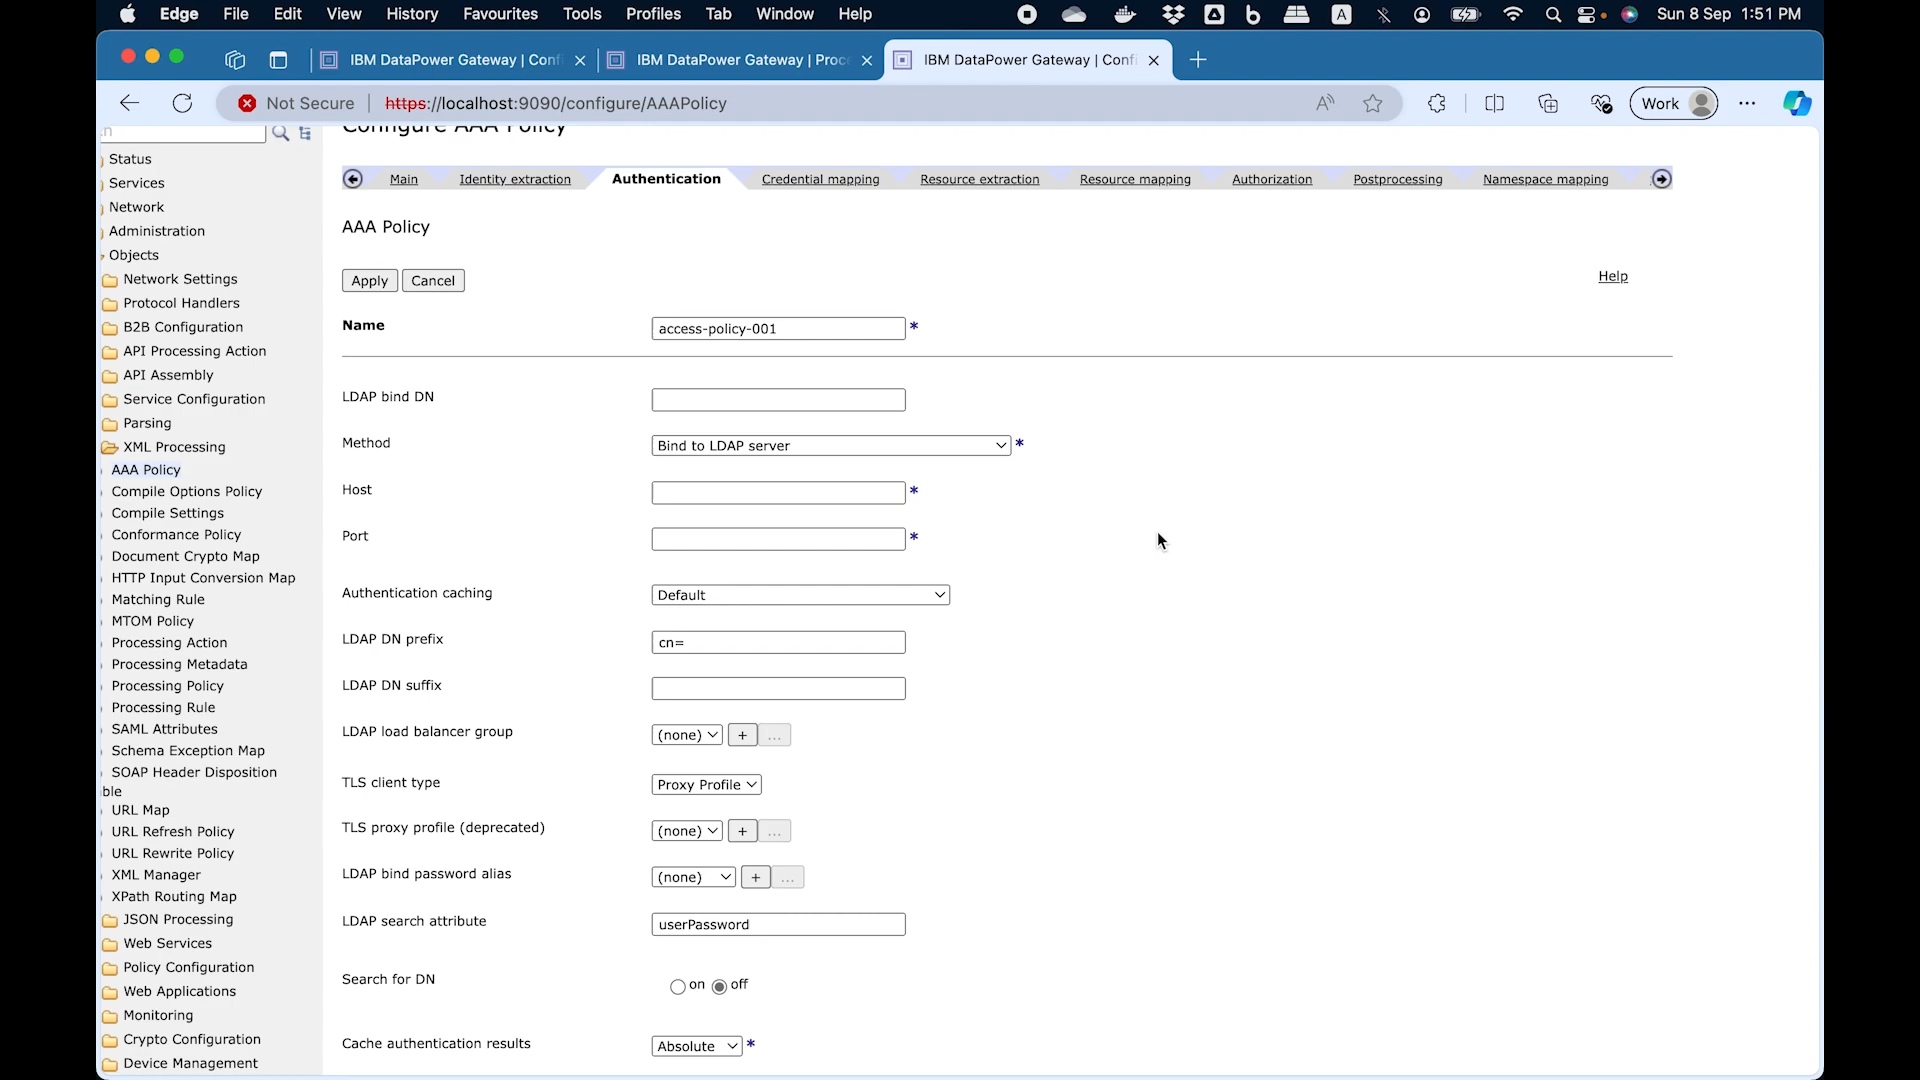 Edge File Edit View History Favourites Tools Profiles Tab Window Help A Sun 8 Sep 1:51 PM
IBM DataPower Gateway | Conf IBM DataPower Gateway | Proc IBM DataPower Gateway | Confi
Not Secure https://localhost:9090/configure/AAAPolicy Work
Configure AAA Policy
Status
Services
Network
Administration
Objects
Network Settings
Protocol Handlers
B2B Configuration
API Processing Action
API Assembly
Service Configuration
Parsing
XML Processing
AAA Policy
Compile Options Policy
Compile Settings
Conformance Policy
Document Crypto Map
HTTP Input Conversion Map
Matching Rule
MTOM Policy
Processing Action
Processing Metadata
Processing Policy
Processing Rule
SAML Attributes
Schema Exception Map
SOAP Header Disposition
ble
URL Map
URL Refresh Policy
URL Rewrite Policy
XML Manager
XPath Routing Map
JSON Processing
Web Services
Policy Configuration
Web Applications
Monitoring
Crypto Configuration
Device Management
Main Identity extraction Authentication Credential mapping Resource extraction Resource mapping Authorization Postprocessing Namespace mapping
AAA Policy
Apply Cancel Help
Name access-policy-001 *
LDAP bind DN
Method Bind to LDAP server *
Host *
Port *
Authentication caching Default
LDAP DN prefix cn=
LDAP DN suffix
LDAP load balancer group (none) + ...
TLS client type Proxy Profile
TLS proxy profile (deprecated) (none) + ...
LDAP bind password alias (none) + ...
LDAP search attribute userPassword
Search for DN on off
Cache authentication results Absolute *